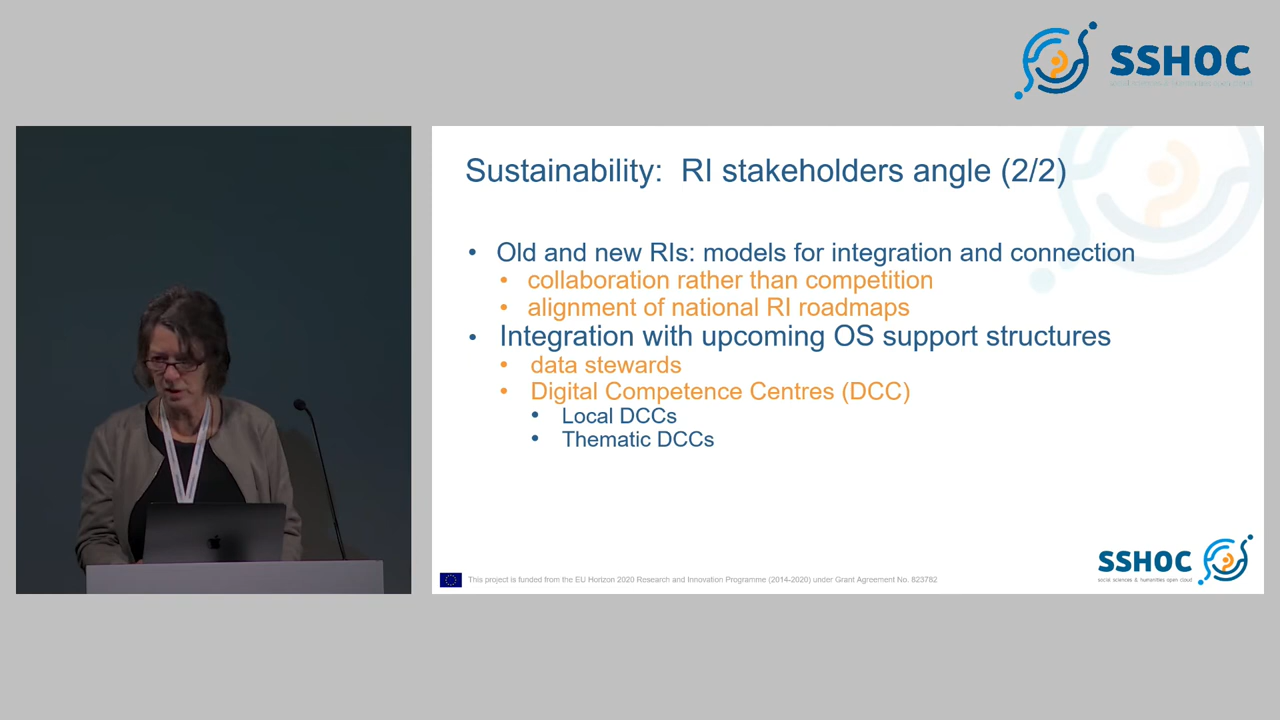 SSHOC
Sustainability: RI stakeholders angle (2/2)
• Old and new RIs: models for integration and connection
• collaboration rather than competition
• alignment of national RI roadmaps
• Integration with upcoming OS support structures
• data stewards
• Digital Competence Centres (DCC)
• Local DCCs
• Thematic DCCs
This project is funded from the EU Horizon 2020 Research and Innovation Programme (2014-2020) under Grant Agreement No. 823782
SSHOC
social sciences & humanities open cloud